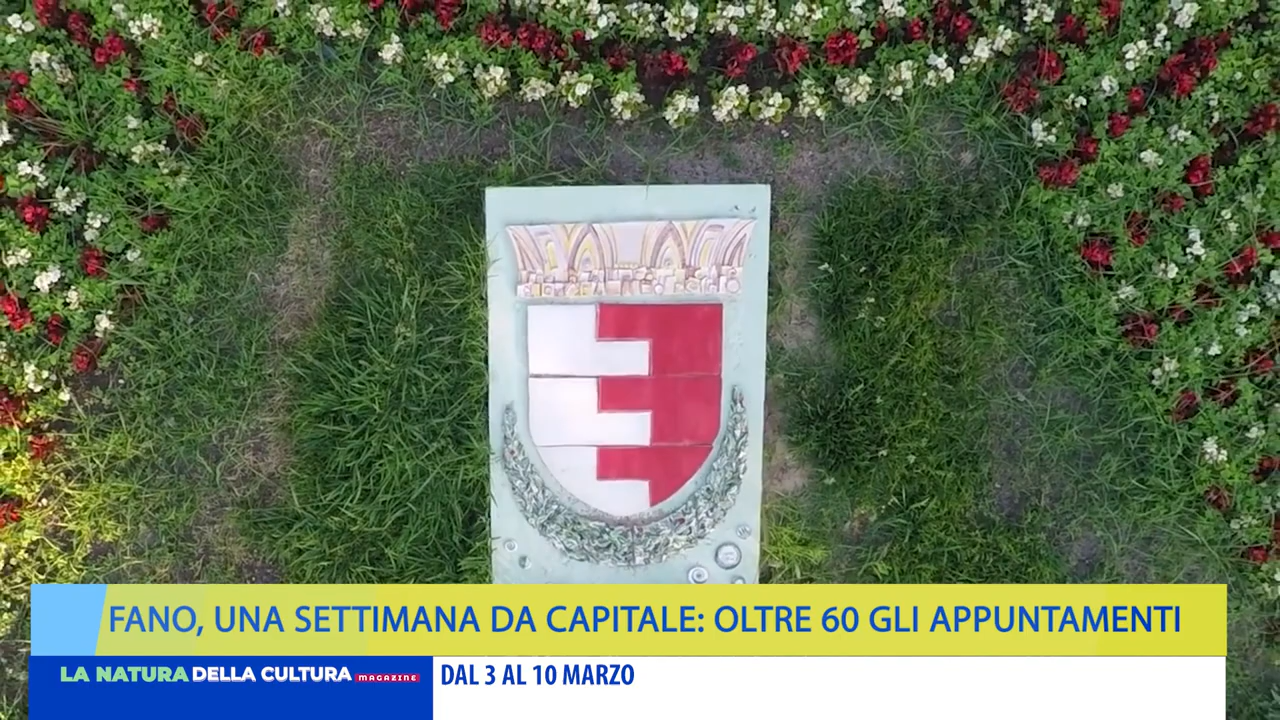 FANO, UNA SETTIMANA DA CAPITALE: OLTRE 60 GLI APPUNTAMENTI
LA NATURA DELLA CULTURA MAGAZINE
DAL 3 AL 10 MARZO